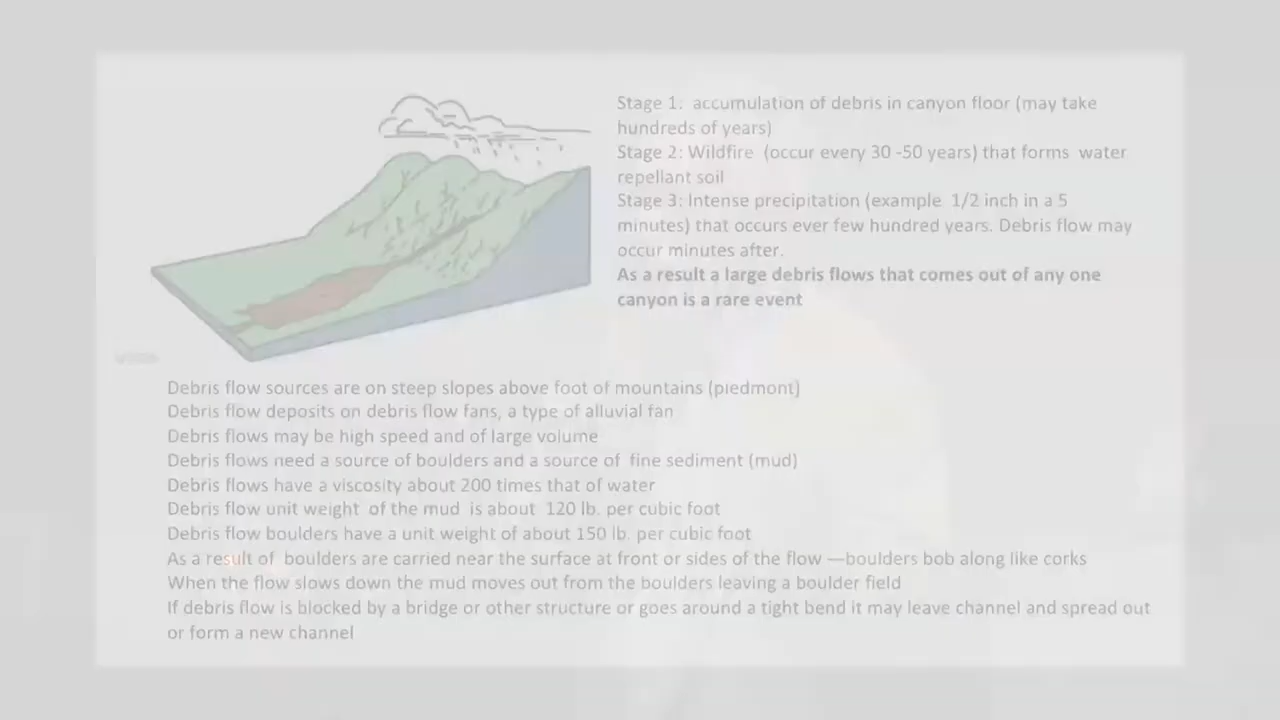 Stage 1:  accumulation of debris in canyon floor (may take
hundreds of years)
Stage 2: Wildfire  (occur every 30 -50 years) that forms  water
repellant soil
Stage 3: Intense precipitation (example  1/2 inch in a 5
minutes) that occurs ever few hundred years. Debris flow may
occur minutes after.
As a result a large debris flows that comes out of any one
canyon is a rare event
Debris flow sources are on steep slopes above foot of mountains (piedmont)
Debris flow deposits on debris flow fans, a type of alluvial fan
Debris flows may be high speed and of large volume
Debris flows need a source of boulders and a source of  fine sediment (mud)
Debris flows have a viscosity about 200 times that of water
Debris flow unit weight  of the mud  is about  120 lb. per cubic foot
Debris flow boulders have a unit weight of about 150 lb. per cubic foot
As a result of  boulders are carried near the surface at front or sides of the flow —boulders bob along like corks
When the flow slows down the mud moves out from the boulders leaving a boulder field
If debris flow is blocked by a bridge or other structure or goes around a tight bend it may leave channel and spread out
or form a new channel